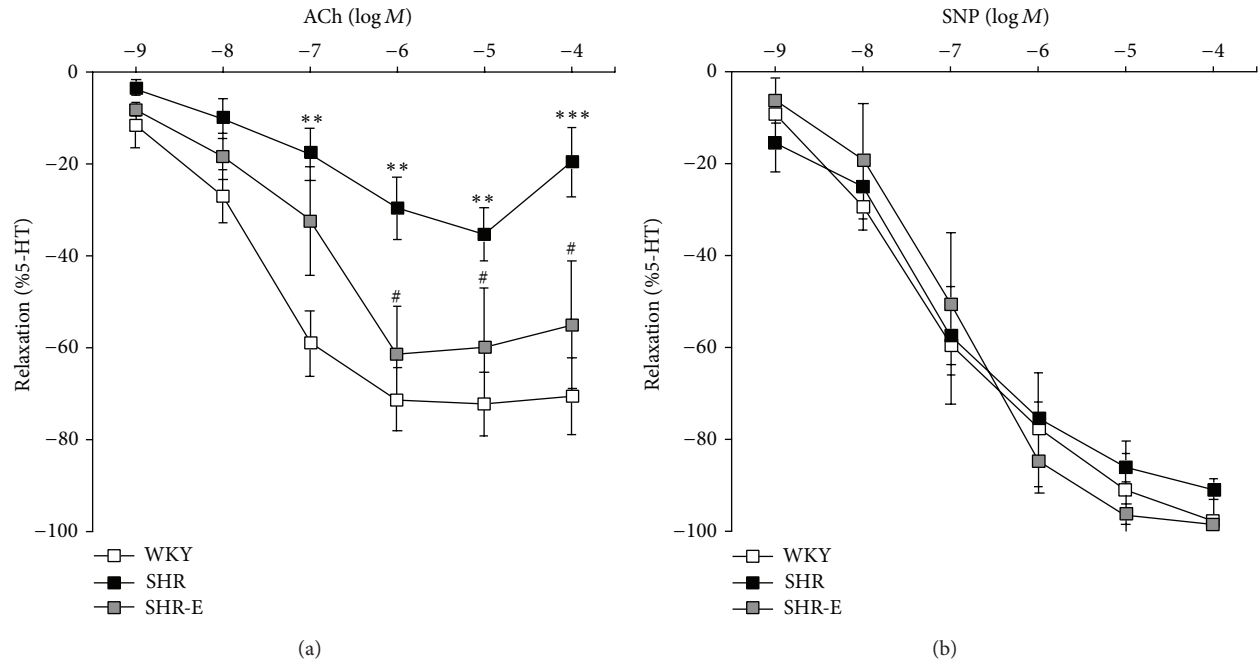 ACh (log M)
−9 −8 −7 −6 −5 −4
0
−20
−40
−60
−80
−100
Relaxation (%5-HT)
** ** ** ***
# # #
WKY
SHR
SHR-E
(a)
SNP (log M)
−9 −8 −7 −6 −5 −4
0
−20
−40
−60
−80
−100
Relaxation (%5-HT)
WKY
SHR
SHR-E
(b)